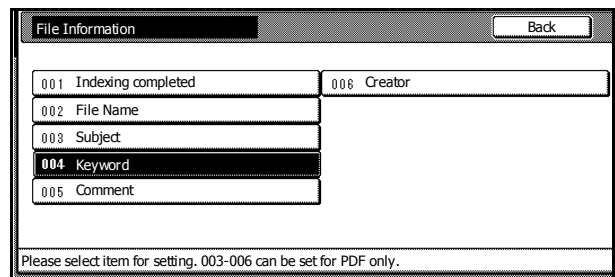 File Information
Back
001 Indexing completed
006 Creator
002 File Name
003 Subject
004 Keyword
005 Comment
Please select item for setting. 003-006 can be set for PDF only.